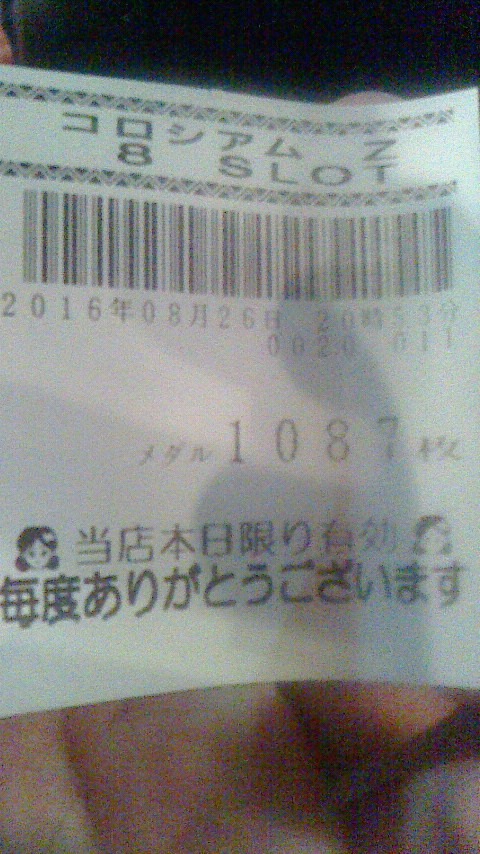 コロシアム Z
8 SLOT
2016年08月26日 20時53分
0020 011
メダル1087枚
当店本日限り有効
毎度ありがとうございます